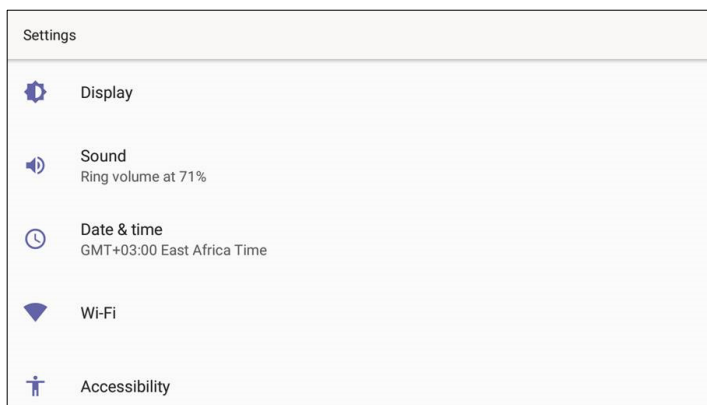 Settings
Display
Sound
Ring volume at 71%
Date & time
GMT+03:00 East Africa Time
Wi-Fi
Accessibility